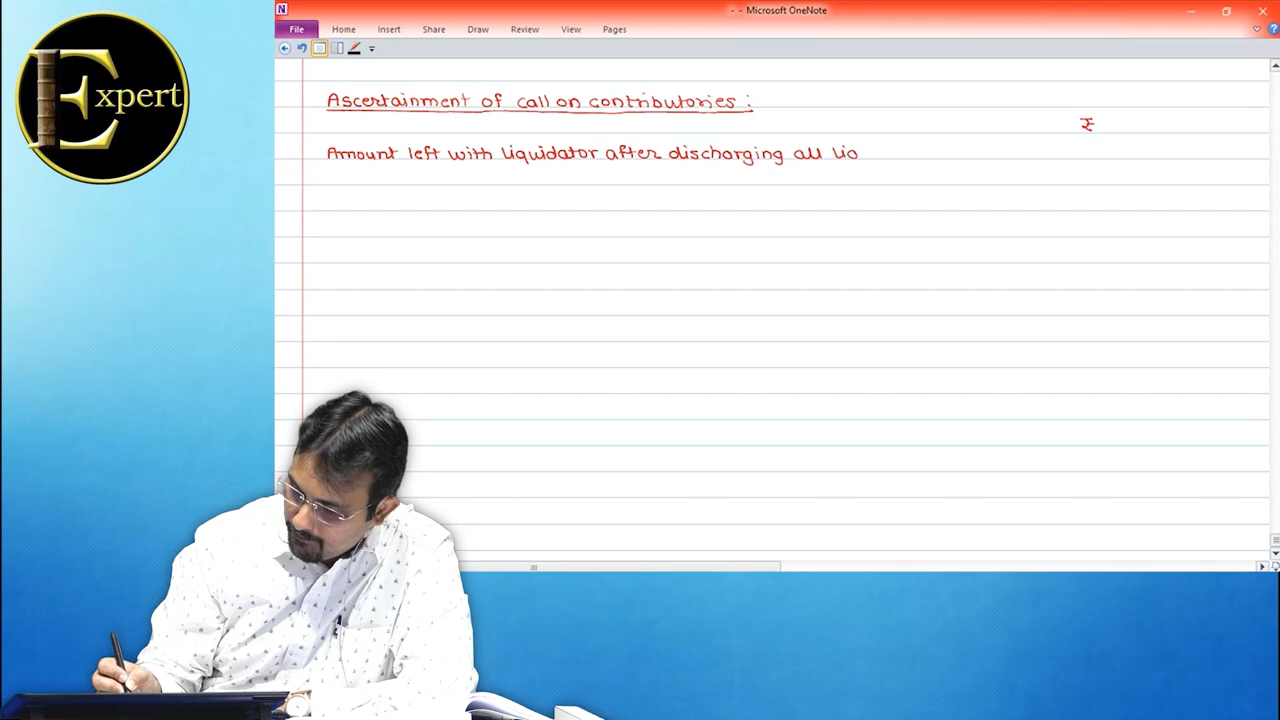 Expert
- - Microsoft OneNote
File Home Insert Share Draw Review View Pages
Ascertainment of call on contributories :
₹
Amount left with liquidator after discharging all lia